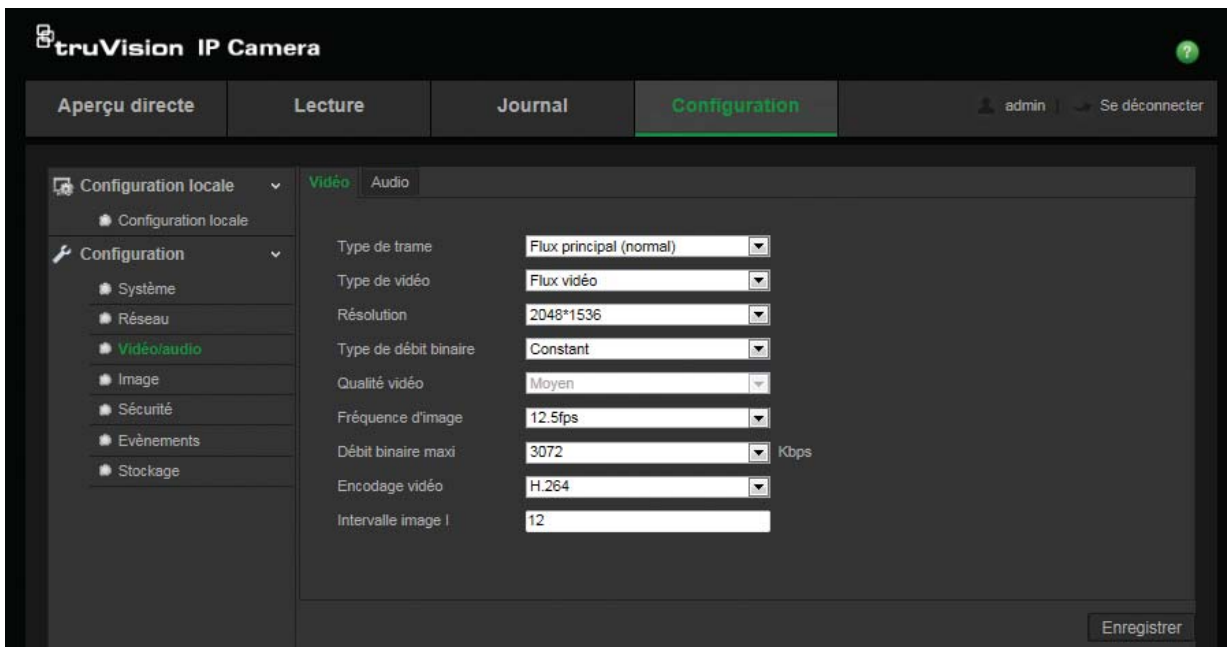 truVision IP Camera
?
Aperçu directe Lecture Journal Configuration admin | Se déconnecter
Configuration locale
Configuration locale
Configuration
Système
Réseau
Vidéo/audio
Image
Sécurité
Evènements
Stockage
Vidéo Audio
Type de trame Flux principal (normal)
Type de vidéo Flux vidéo
Résolution 2048*1536
Type de débit binaire Constant
Qualité vidéo Moyen
Fréquence d'image 12.5fps
Débit binaire maxi 3072 Kbps
Encodage vidéo H.264
Intervalle image I 12
Enregistrer